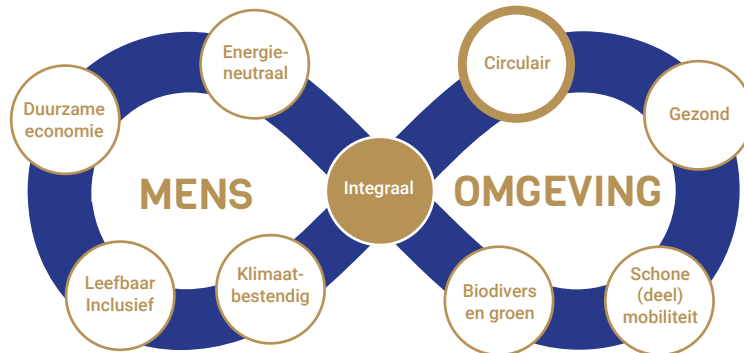 Energie-
neutraal
Circulair
Duurzame
economie
Gezond
MENS
Integraal
OMGEVING
Leefbaar
Inclusief
Klimaat-
bestendig
Biodivers
en groen
Schone
(deel)
mobiliteit